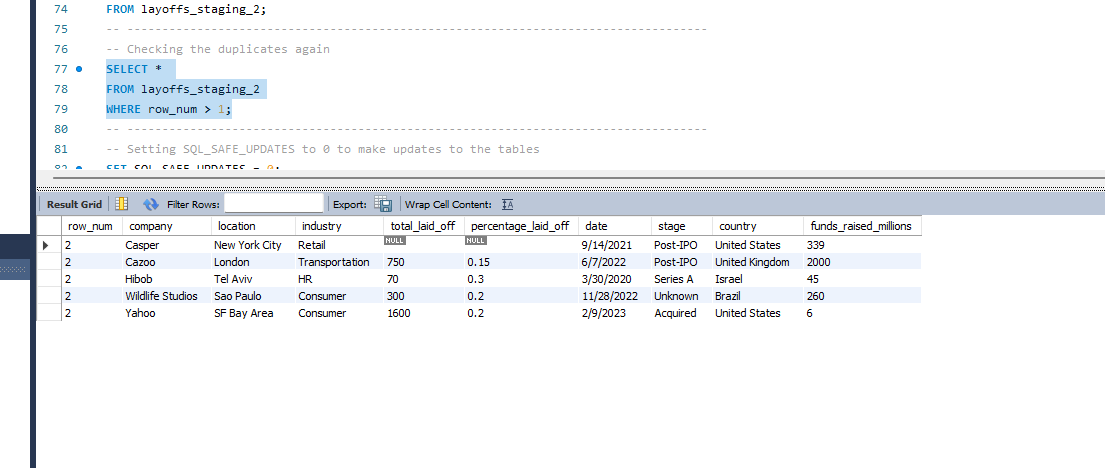 74 FROM layoffs_staging_2;
75 -- -----------------------------------------------------------------------------
76 -- Checking the duplicates again
77 SELECT *
78 FROM layoffs_staging_2
79 WHERE row_num > 1;
80 -- -----------------------------------------------------------------------------
81 -- Setting SQL_SAFE_UPDATES to 0 to make updates to the tables
82 SET SQL_SAFE_UPDATES = 0;
Result Grid Filter Rows: Export: Wrap Cell Content: IA
row_num company location industry total_laid_off percentage_laid_off date stage country funds_raised_millions
2 Casper New York City Retail NULL NULL 9/14/2021 Post-IPO United States 339
2 Cazoo London Transportation 750 0.15 6/7/2022 Post-IPO United Kingdom 2000
2 Hibob Tel Aviv HR 70 0.3 3/30/2020 Series A Israel 45
2 Wildlife Studios Sao Paulo Consumer 300 0.2 11/28/2022 Unknown Brazil 260
2 Yahoo SF Bay Area Consumer 1600 0.2 2/9/2023 Acquired United States 6